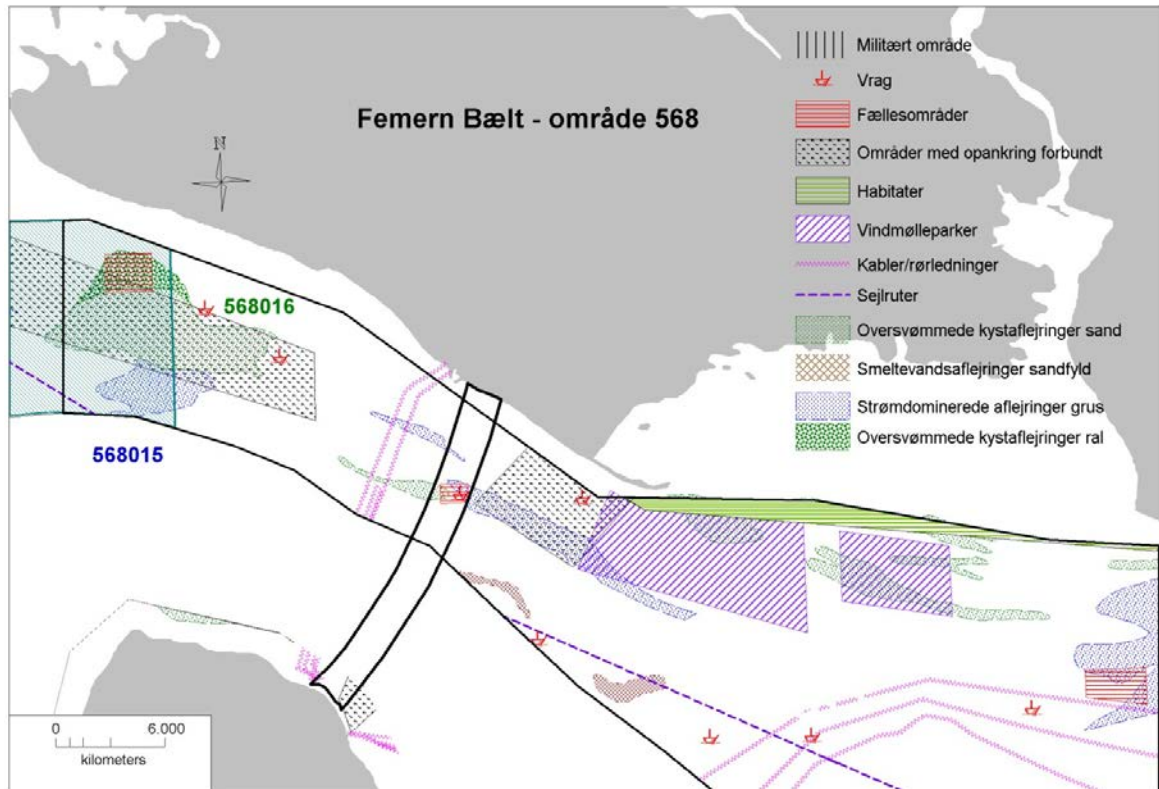 Femern Bælt - område 568
N
Militært område
Vrag
Fællesområder
Områder med opankring forbundt
Habitater
Vindmølleparker
Kabler/rørledninger
Sejlruter
Oversvømmede kystaflejringer sand
Smeltevandsaflejringer sandfyld
Strømdominerede aflejringer grus
Oversvømmede kystaflejringer ral
568016
568015
0 6.000
kilometers